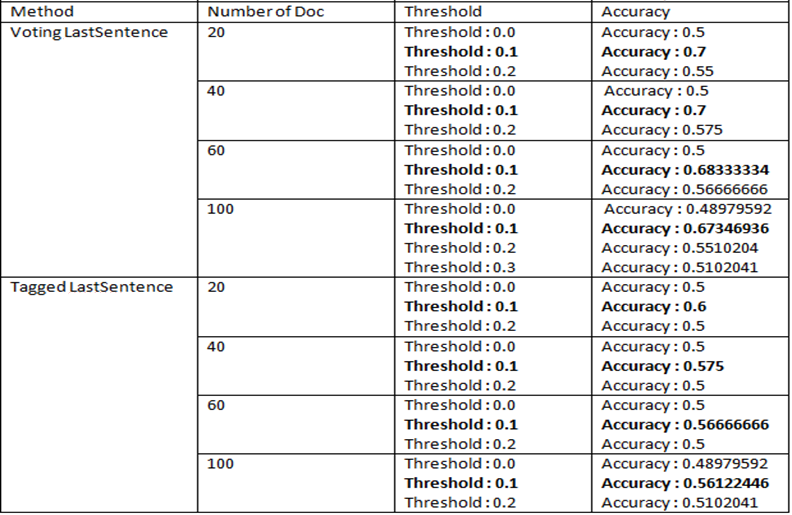 Method Number of Doc Threshold Accuracy
Voting LastSentence 20 Threshold : 0.0 Accuracy : 0.5
Threshold : 0.1 Accuracy : 0.7
Threshold : 0.2 Accuracy : 0.55
40 Threshold : 0.0 Accuracy : 0.5
Threshold : 0.1 Accuracy : 0.7
Threshold : 0.2 Accuracy : 0.575
60 Threshold : 0.0 Accuracy : 0.5
Threshold : 0.1 Accuracy : 0.68333334
Threshold : 0.2 Accuracy : 0.56666666
100 Threshold : 0.0 Accuracy : 0.48979592
Threshold : 0.1 Accuracy : 0.67346936
Threshold : 0.2 Accuracy : 0.5510204
Threshold : 0.3 Accuracy : 0.5102041
Tagged LastSentence 20 Threshold : 0.0 Accuracy : 0.5
Threshold : 0.1 Accuracy : 0.6
Threshold : 0.2 Accuracy : 0.5
40 Threshold : 0.0 Accuracy : 0.5
Threshold : 0.1 Accuracy : 0.575
Threshold : 0.2 Accuracy : 0.5
60 Threshold : 0.0 Accuracy : 0.5
Threshold : 0.1 Accuracy : 0.56666666
Threshold : 0.2 Accuracy : 0.5
100 Threshold : 0.0 Accuracy : 0.48979592
Threshold : 0.1 Accuracy : 0.56122446
Threshold : 0.2 Accuracy : 0.5102041